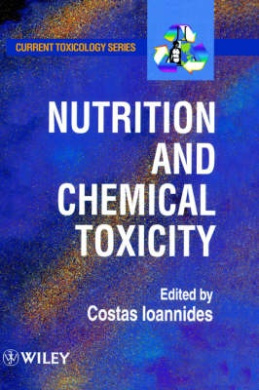 CURRENT TOXICOLOGY SERIES
NUTRITION
AND
CHEMICAL
TOXICITY
Edited by
Costas Ioannides
WILEY